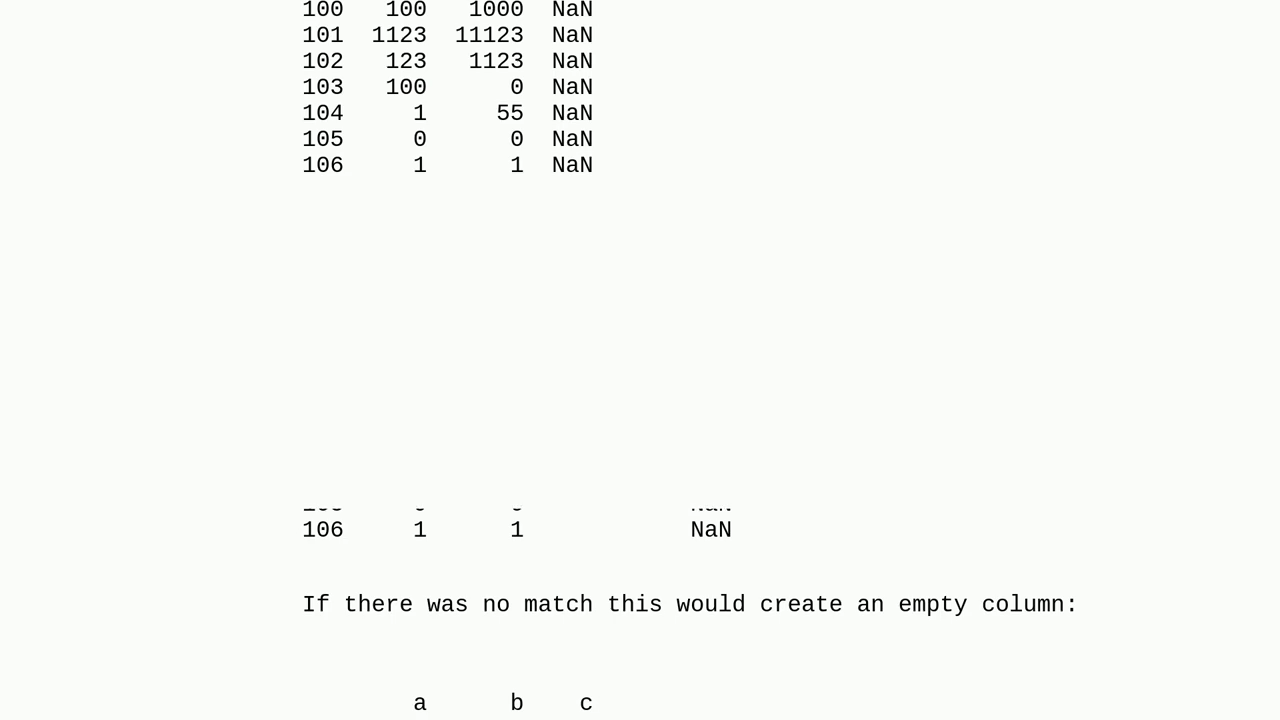 100   100   1000  NaN
101  1123  11123  NaN
102   123   1123  NaN
103   100      0  NaN
104     1     55  NaN
105     0      0  NaN
106     1      1  NaN
106     1      1            NaN
If there was no match this would create an empty column:
a      b    c